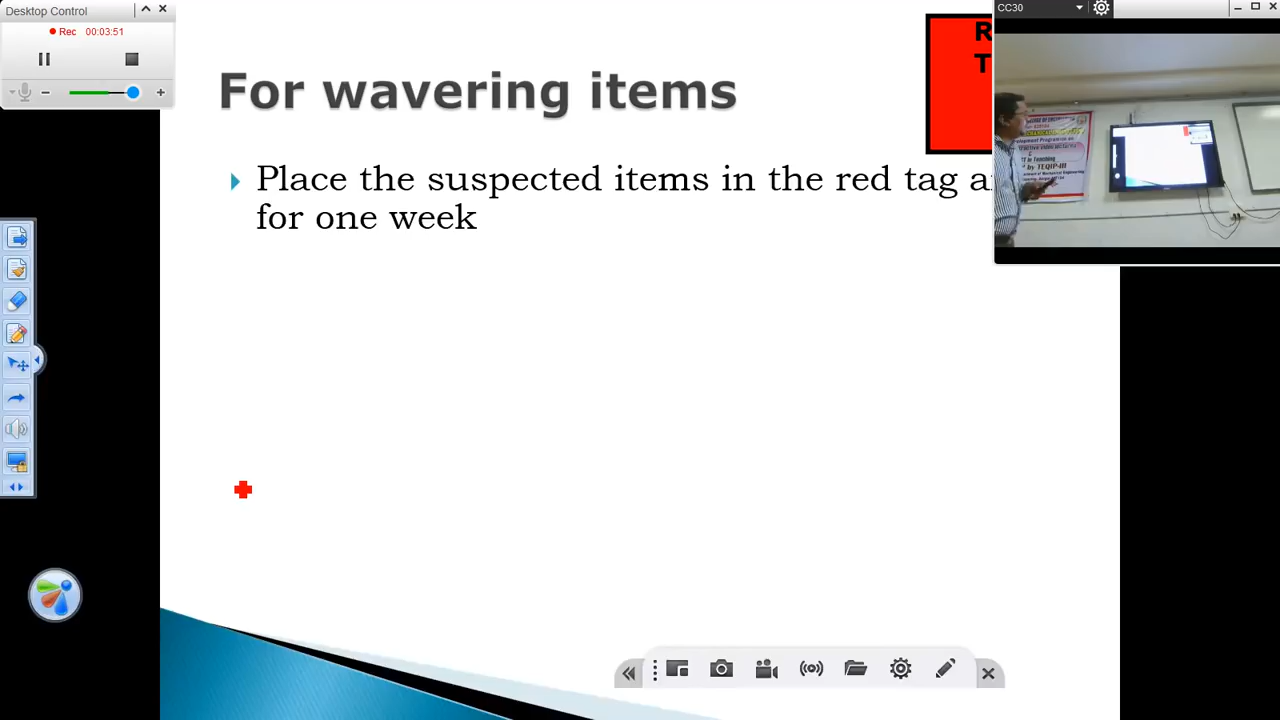 Desktop Control
Rec 00:03:51
CC30
R
T
For wavering items
Place the suspected items in the red tag a
for one week